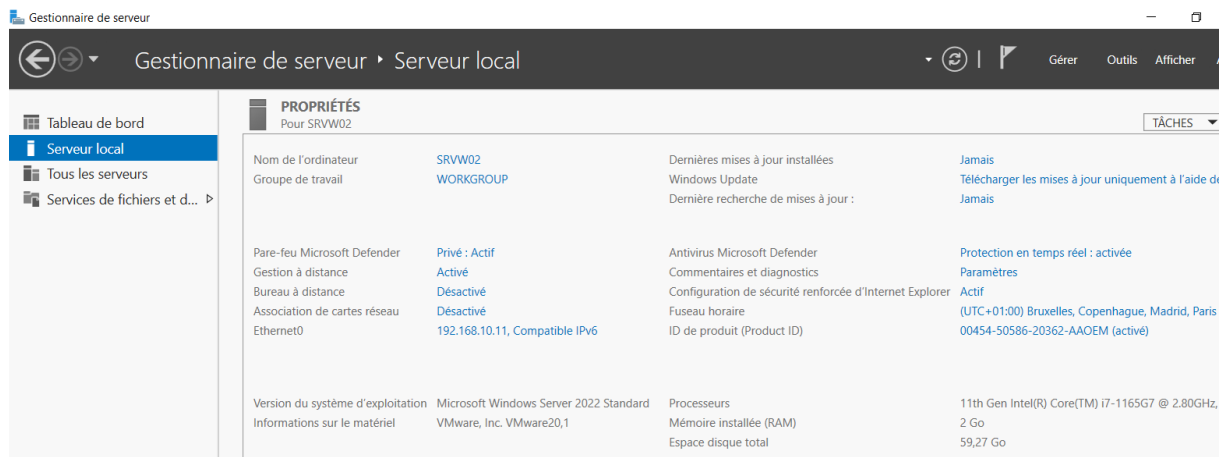 Gestionnaire de serveur
Gestionnaire de serveur ‣ Serveur local
Gérer Outils Afficher
Tableau de bord
Serveur local
Tous les serveurs
Services de fichiers et d...
PROPRIÉTÉS
Pour SRVW02
TÂCHES
Nom de l'ordinateur SRVW02 Dernières mises à jour installées Jamais
Groupe de travail WORKGROUP Windows Update Télécharger les mises à jour uniquement à l'aide de
Dernière recherche de mises à jour : Jamais
Pare-feu Microsoft Defender Privé : Actif Antivirus Microsoft Defender Protection en temps réel : activée
Gestion à distance Activé Commentaires et diagnostics Paramètres
Bureau à distance Désactivé Configuration de sécurité renforcée d'Internet Explorer Actif
Association de cartes réseau Désactivé Fuseau horaire (UTC+01:00) Bruxelles, Copenhague, Madrid, Paris
Ethernet0 192.168.10.11, Compatible IPv6 ID de produit (Product ID) 00454-50586-20362-AAOEM (activé)
Version du système d'exploitation Microsoft Windows Server 2022 Standard Processeurs 11th Gen Intel(R) Core(TM) i7-1165G7 @ 2.80GHz,
Informations sur le matériel VMware, Inc. VMware20,1 Mémoire installée (RAM) 2 Go
Espace disque total 59,27 Go